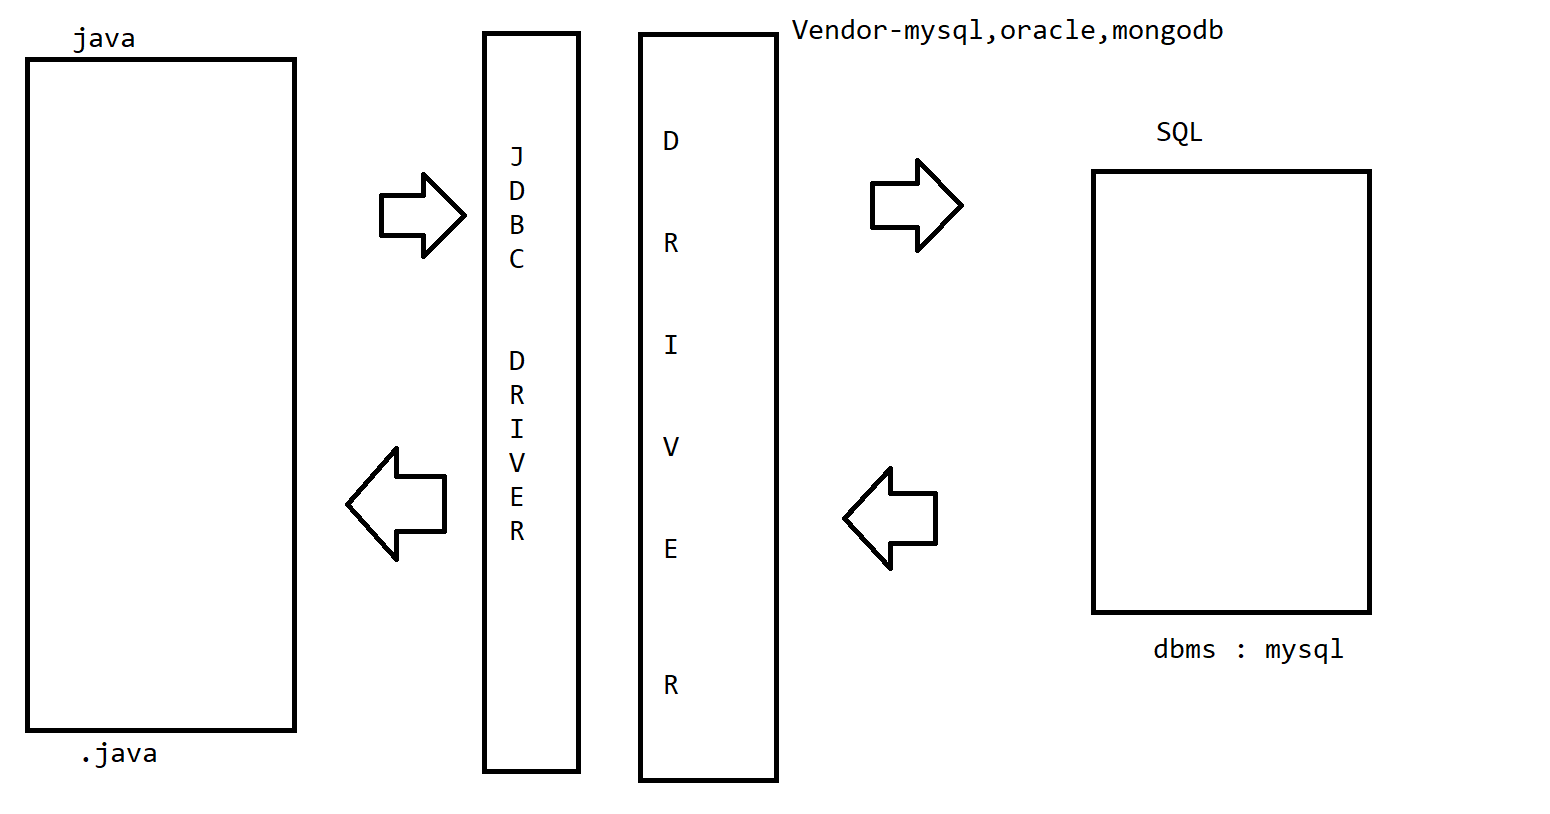 java
Vendor-mysql,oracle,mongodb
J
D
B
C
D
R
I
V
E
R
D
R
I
V
E
R
SQL
dbms : mysql
.java